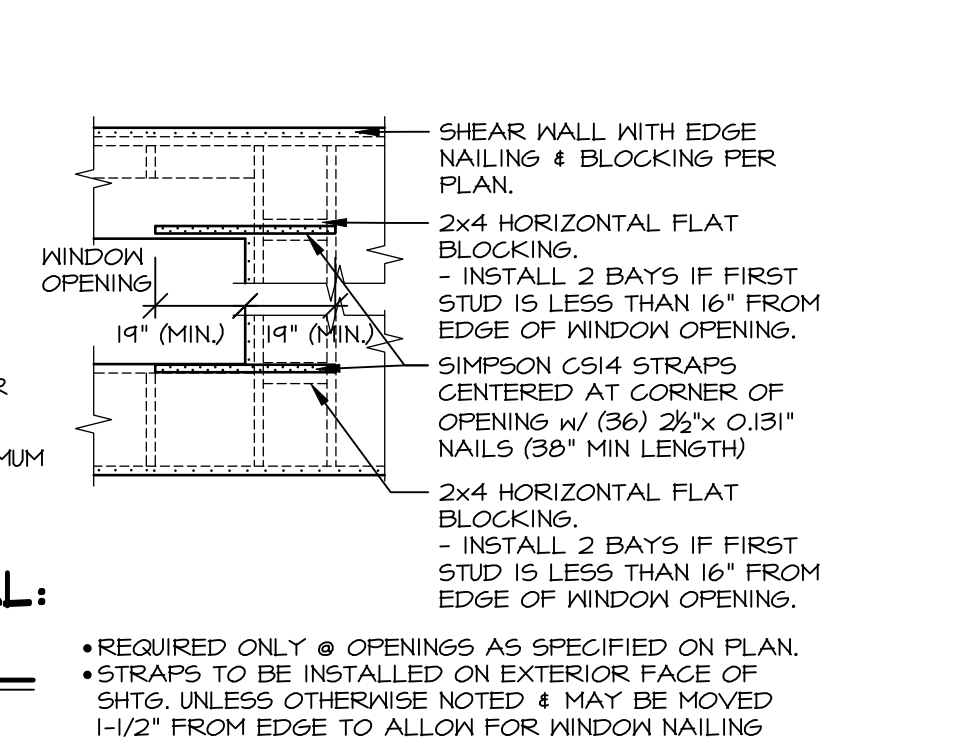 SHEAR WALL WITH EDGE
NAILING & BLOCKING PER
PLAN.
2x4 HORIZONTAL FLAT
BLOCKING.
- INSTALL 2 BAYS IF FIRST
STUD IS LESS THAN 16" FROM
EDGE OF WINDOW OPENING.
WINDOW
OPENING
19" (MIN.)
19" (MIN.)
SIMPSON CS14 STRAPS
CENTERED AT CORNER OF
OPENING w/ (36) 2½"x 0.131"
NAILS (38" MIN LENGTH)
R
MUM
2x4 HORIZONTAL FLAT
BLOCKING.
- INSTALL 2 BAYS IF FIRST
STUD IS LESS THAN 16" FROM
EDGE OF WINDOW OPENING.
L:
• REQUIRED ONLY @ OPENINGS AS SPECIFIED ON PLAN.
• STRAPS TO BE INSTALLED ON EXTERIOR FACE OF
SHTG. UNLESS OTHERWISE NOTED & MAY BE MOVED
1-1/2" FROM EDGE TO ALLOW FOR WINDOW NAILING